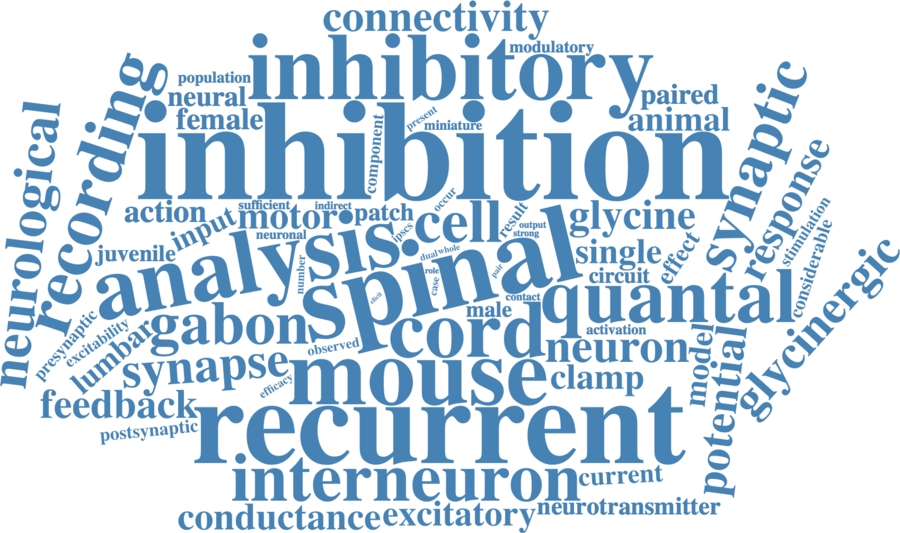 connectivity
inhibitory
modulatory
population
neural
female
paired
animal
recording
neurological
inhibition
component
present
miniature
synaptic
response
action
sufficient
indirect
motor
patch
occur
result
glycine
input
neuronal
juvenile
analysis
ipscs
cell
output
strong
single
effect
stimulation
considerable
number
dual
whole
role
case
pair
circuit
elicit
spinal
contact
quantal
glycinergic
presynaptic
excitability
lumbar
gabon
male
cord
activation
observed
neuron
model
potential
synapse
efficacy
mouse
clamp
feedback
postsynaptic
recurrent
interneuron
current
conductance
excitatory
neurotransmitter